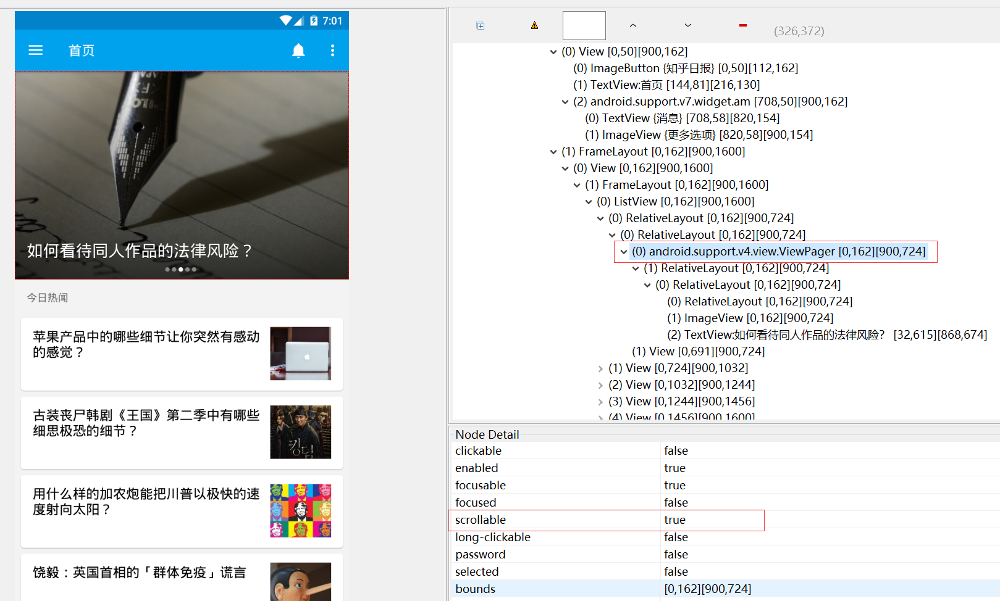 7:01
首页
如何看待同人作品的法律风险？
今日热闻
苹果产品中的哪些细节让你突然有感动
的感觉？
古装丧尸韩剧《王国》第二季中有哪些
细思极恐的细节？
用什么样的加农炮能把川普以极快的速
度射向太阳？
饶毅：英国首相的「群体免疫」谎言
(326,372)
(0) View [0,50][900,162]
(0) ImageButton {知乎日报} [0,50][112,162]
(1) TextView:首页 [144,81][216,130]
(2) android.support.v7.widget.am [708,50][900,162]
(0) TextView {消息} [708,58][820,154]
(1) ImageView {更多选项} [820,58][900,154]
(1) FrameLayout [0,162][900,1600]
(0) View [0,162][900,1600]
(1) FrameLayout [0,162][900,1600]
(0) ListView [0,162][900,1600]
(0) RelativeLayout [0,162][900,724]
(0) RelativeLayout [0,162][900,724]
(0) android.support.v4.view.ViewPager [0,162][900,724]
(1) RelativeLayout [0,162][900,724]
(0) RelativeLayout [0,162][900,724]
(0) RelativeLayout [0,162][900,724]
(1) ImageView [0,162][900,724]
(2) TextView:如何看待同人作品的法律风险？ [32,615][868,674]
(1) View [0,691][900,724]
(1) View [0,724][900,1032]
(2) View [0,1032][900,1244]
(3) View [0,1244][900,1456]
(4) View [0,1456][900,1600]
Node Detail
clickable false
enabled true
focusable true
focused false
scrollable true
long-clickable false
password false
selected false
bounds [0,162][900,724]